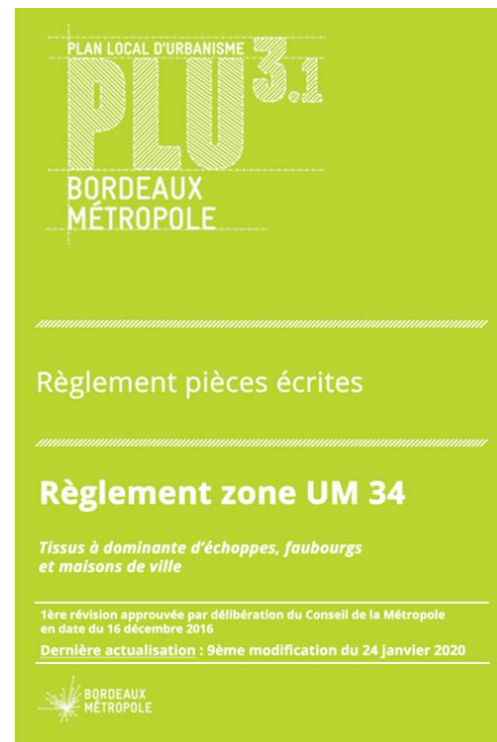 PLAN LOCAL D'URBANISME
PLU3.1
BORDEAUX
MÉTROPOLE
Règlement pièces écrites
Règlement zone UM 34
Tissus à dominante d'échoppes, faubourgs
et maisons de ville
1ère révision approuvée par délibération du Conseil de la Métropole
en date du 16 décembre 2016
Dernière actualisation : 9ème modification du 24 janvier 2020
BORDEAUX
MÉTROPOLE